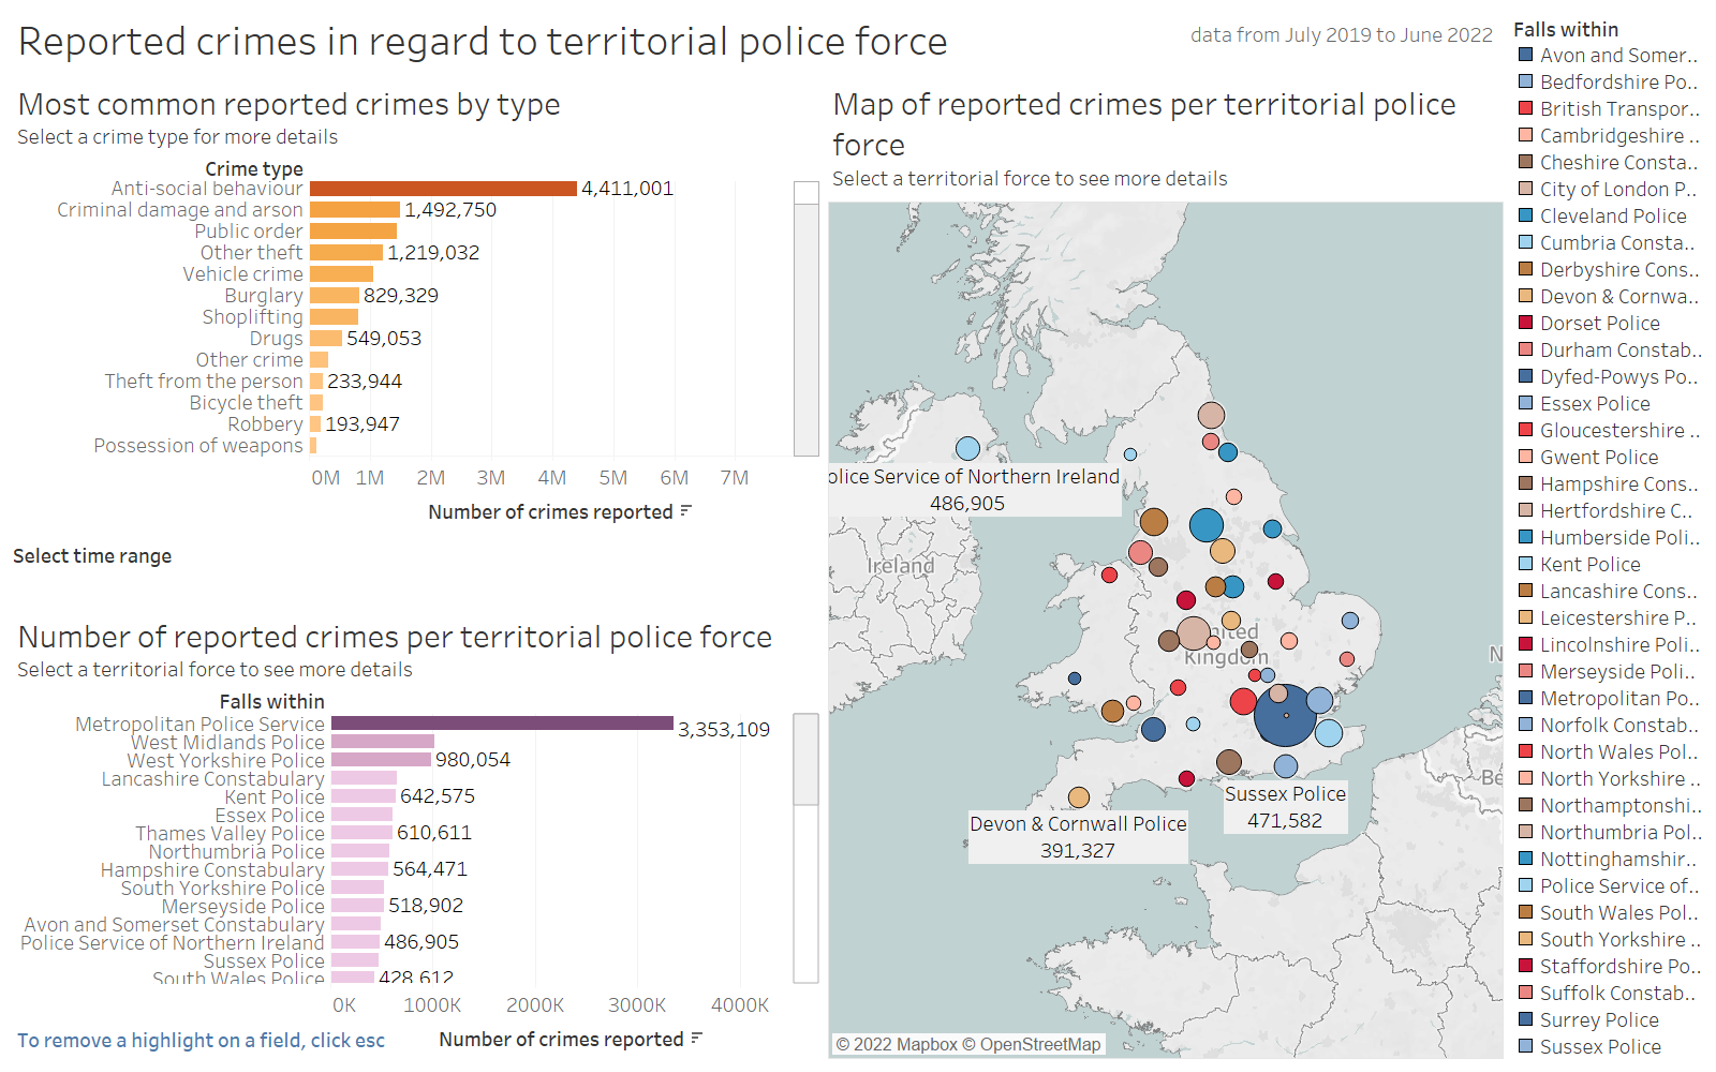 Reported crimes in regard to territorial police force
data from July 2019 to June 2022
Most common reported crimes by type
Select a crime type for more details
Crime type
Anti-social behaviour 4,411,001
Criminal damage and arson 1,492,750
Public order
Other theft 1,219,032
Vehicle crime
Burglary 829,329
Shoplifting
Drugs 549,053
Other crime
Theft from the person 233,944
Bicycle theft
Robbery 193,947
Possession of weapons
0M 1M 2M 3M 4M 5M 6M 7M
Number of crimes reported
Select time range
Number of reported crimes per territorial police force
Select a territorial force to see more details
Falls within
Metropolitan Police Service 3,353,109
West Midlands Police
West Yorkshire Police 980,054
Lancashire Constabulary
Kent Police 642,575
Essex Police
Thames Valley Police 610,611
Northumbria Police
Hampshire Constabulary 564,471
South Yorkshire Police
Merseyside Police 518,902
Avon and Somerset Constabulary
Police Service of Northern Ireland 486,905
Sussex Police
South Wales Police 428,612
0K 1000K 2000K 3000K 4000K
Number of crimes reported
To remove a highlight on a field, click esc
Map of reported crimes per territorial police
force
Select a territorial force to see more details
olice Service of Northern Ireland
486,905
Ireland
nited
Kingdom
N
Be
Sussex Police
471,582
Devon & Cornwall Police
391,327
© 2022 Mapbox © OpenStreetMap
Falls within
Avon and Somer..
Bedfordshire Po..
British Transpor..
Cambridgeshire ..
Cheshire Consta..
City of London P..
Cleveland Police
Cumbria Consta..
Derbyshire Cons..
Devon & Cornwa..
Dorset Police
Durham Constab..
Dyfed-Powys Po..
Essex Police
Gloucestershire ..
Gwent Police
Hampshire Cons..
Hertfordshire C..
Humberside Poli..
Kent Police
Lancashire Cons..
Leicestershire P..
Lincolnshire Poli..
Merseyside Poli..
Metropolitan Po..
Norfolk Constab..
North Wales Pol..
North Yorkshire ..
Northamptonshi..
Northumbria Pol..
Nottinghamshir..
Police Service of..
South Wales Pol..
South Yorkshire ..
Staffordshire Po..
Suffolk Constab..
Surrey Police
Sussex Police